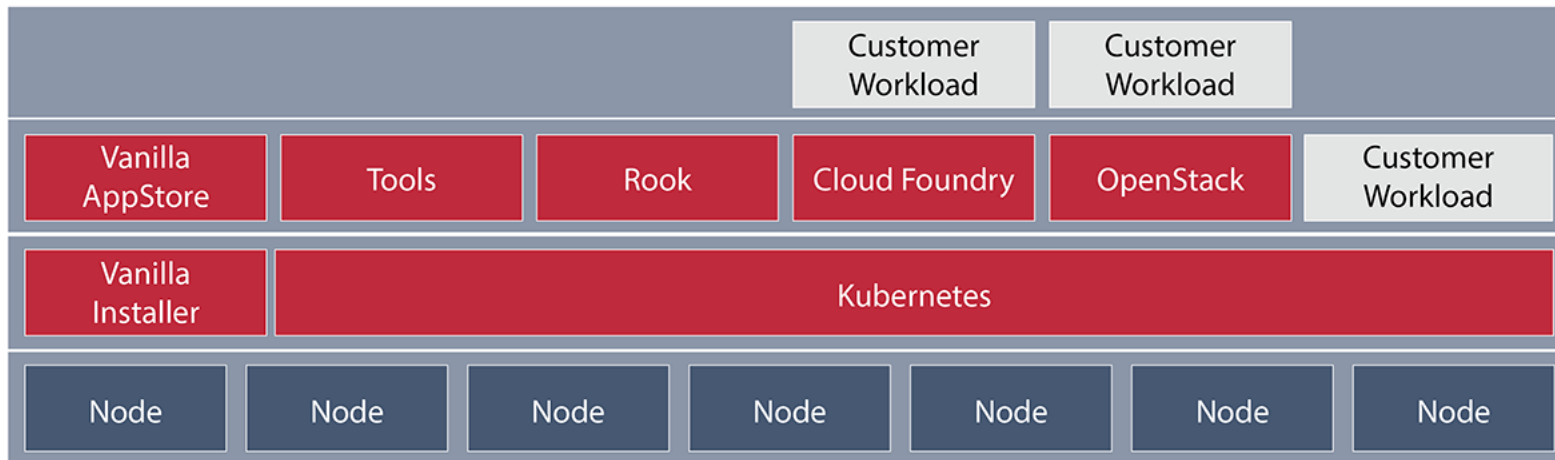 Customer
Workload
Customer
Workload
Vanilla
AppStore
Tools
Rook
Cloud Foundry
OpenStack
Customer
Workload
Vanilla
Installer
Kubernetes
Node
Node
Node
Node
Node
Node
Node